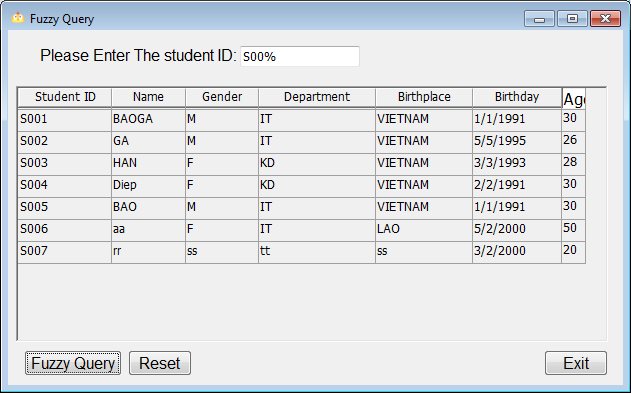 Fuzzy Query
Please Enter The student ID: S00%
Student ID Name Gender Department Birthplace Birthday Age
S001 BAOGA M IT VIETNAM 1/1/1991 30
S002 GA M IT VIETNAM 5/5/1995 26
S003 HAN F KD VIETNAM 3/3/1993 28
S004 Diep F KD VIETNAM 2/2/1991 30
S005 BAO M IT VIETNAM 1/1/1991 30
S006 aa F IT LAO 5/2/2000 50
S007 rr ss tt ss 3/2/2000 20
Fuzzy Query Reset Exit